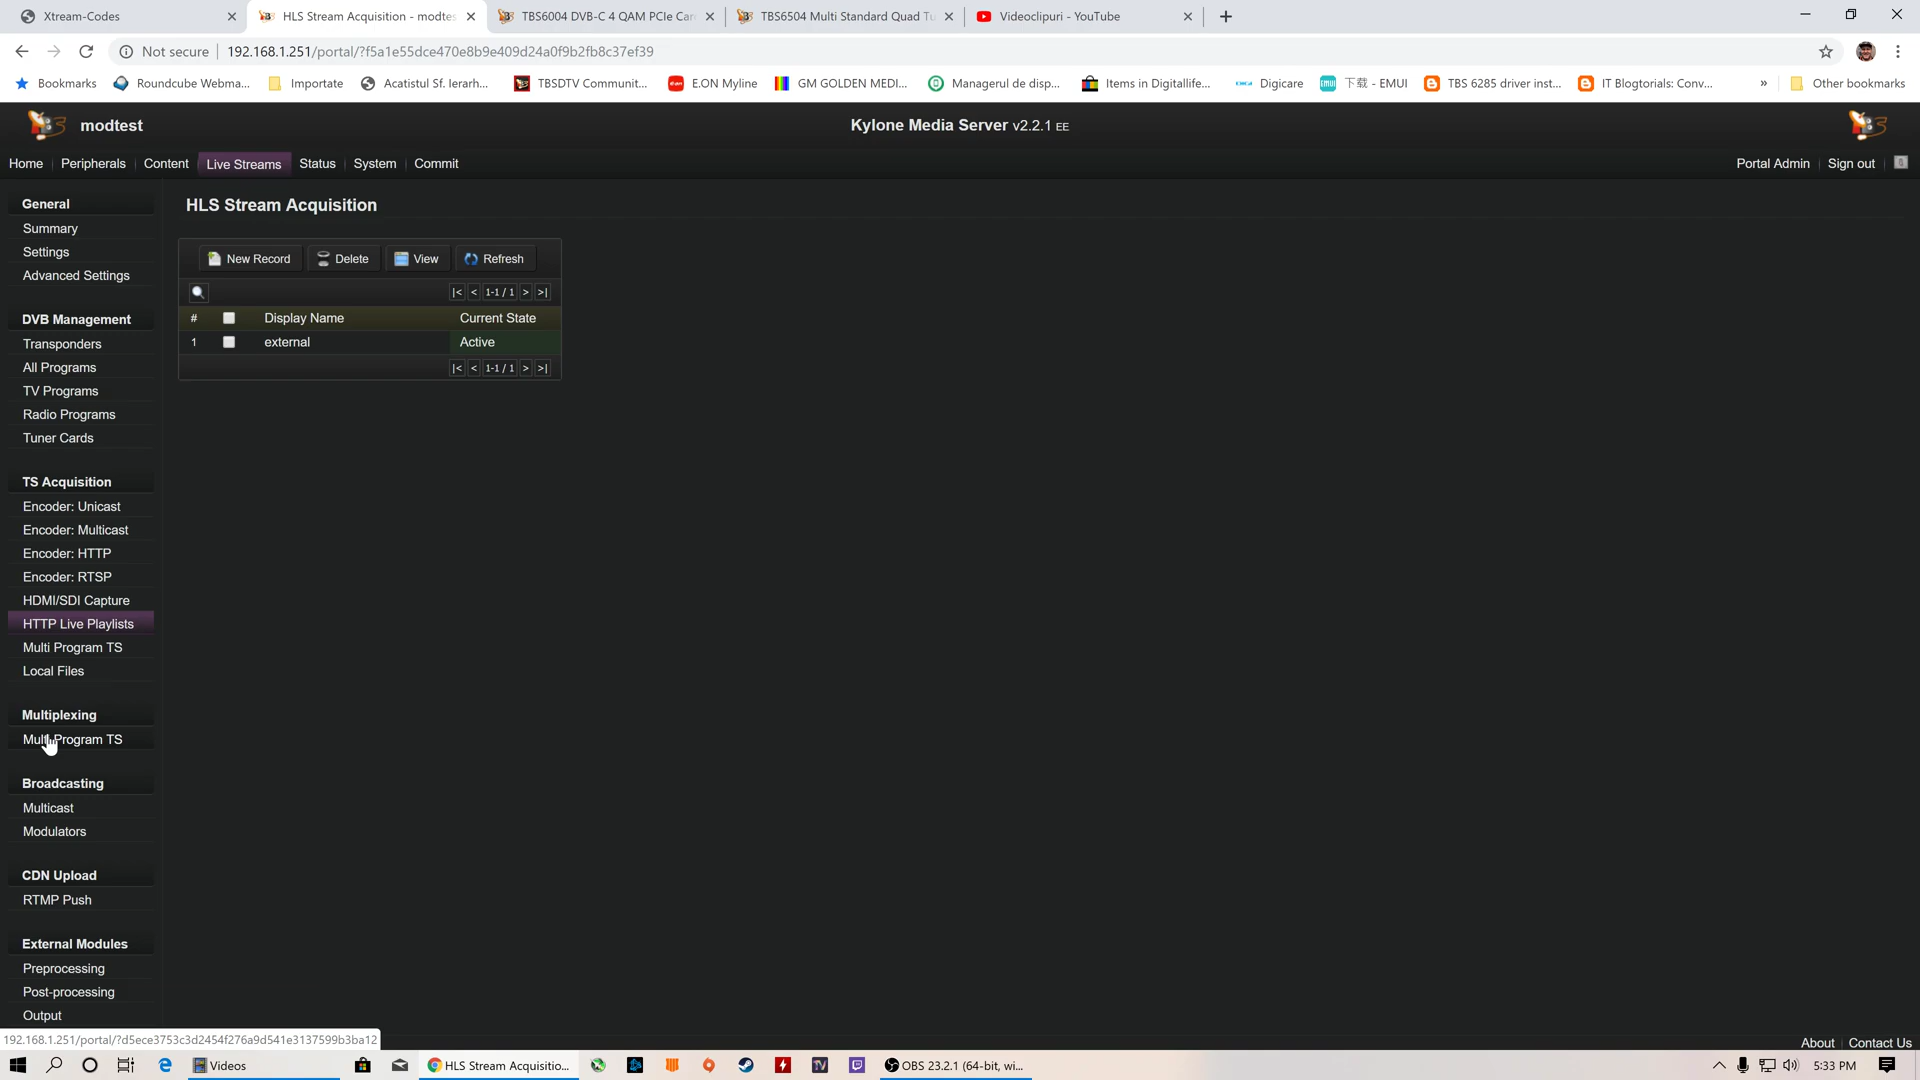 Xtream-Codes
HLS Stream Acquisition - modtes
TBS6004 DVB-C 4 QAM PCIe Car
TBS6504 Multi Standard Quad Tu
Videoclipuri - YouTube
Not secure
192.168.1.251/portal/?f5a1e55dce470e8b9e409d24a0f9b2fb8c37ef39
Bookmarks
Roundcube Webma...
Importate
Acatistul Sf. Ierarh...
TBSDTV Communit...
E.ON Myline
GM GOLDEN MEDI...
Managerul de disp...
Items in Digitallife...
Digicare
下载 - EMUI
TBS 6285 driver inst...
IT Blogtorials: Conv...
»
Other bookmarks
modtest
Kylone Media Server v2.2.1 EE
Home
Peripherals
Content
Live Streams
Status
System
Commit
Portal Admin
Sign out
General
Summary
Settings
Advanced Settings
DVB Management
Transponders
All Programs
TV Programs
Radio Programs
Tuner Cards
TS Acquisition
Encoder: Unicast
Encoder: Multicast
Encoder: HTTP
Encoder: RTSP
HDMI/SDI Capture
HTTP Live Playlists
Multi Program TS
Local Files
Multiplexing
Multi Program TS
Broadcasting
Multicast
Modulators
CDN Upload
RTMP Push
External Modules
Preprocessing
Post-processing
Output
HLS Stream Acquisition
New Record
Delete
View
Refresh
|< < 1-1 / 1 > >|
# Display Name Current State
1 external Active
|< < 1-1 / 1 > >|
About
Contact Us
192.168.1.251/portal/?d5ece3753c3d2454f276a9d541e3137599b3ba12
Videos
HLS Stream Acquisitio...
OBS 23.2.1 (64-bit, wi...
5:33 PM